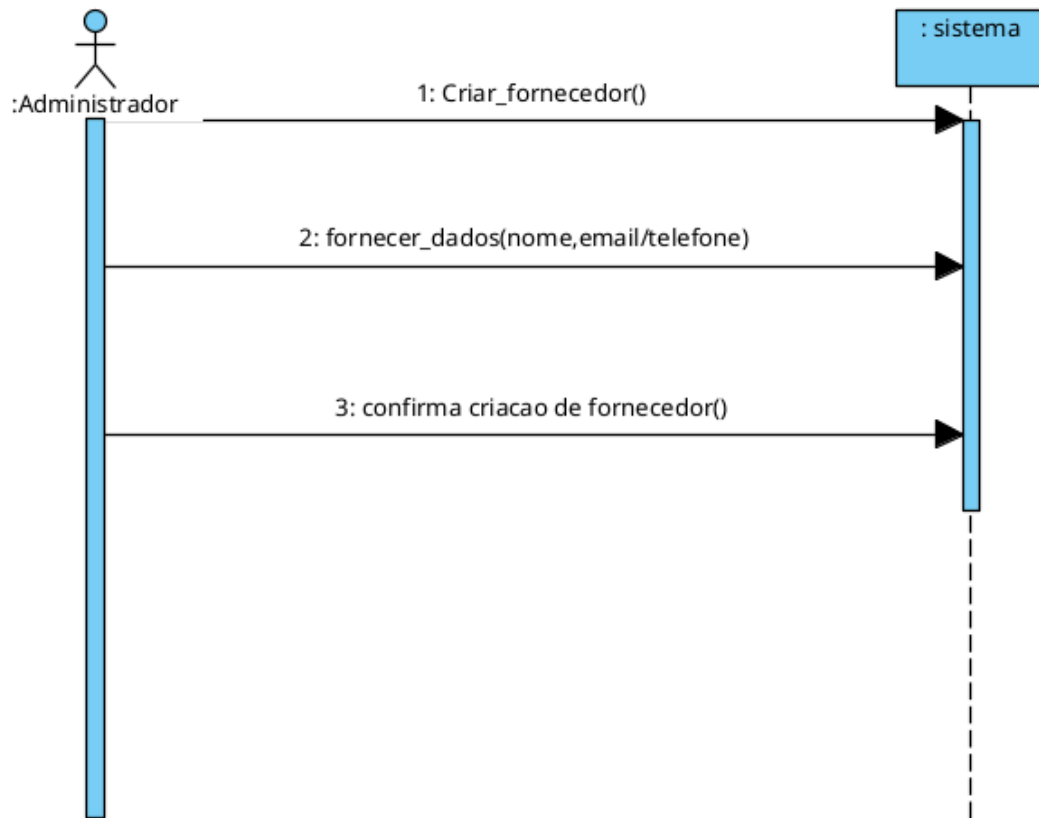 : sistema
:Administrador
1: Criar_fornecedor()
2: fornecer_dados(nome,email/telefone)
3: confirma criacao de fornecedor()